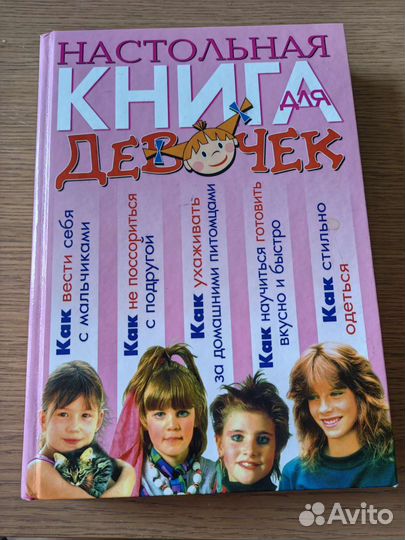 НАСТОЛЬНАЯ
КНИГА
ДЛЯ
ДЕВОЧЕК
Как вести себя
с мальчиками
Как не поссориться
с подругой
Как ухаживать
за домашними питомцами
Как научиться готовить
вкусно и быстро
Как стильно
одеться
Avito